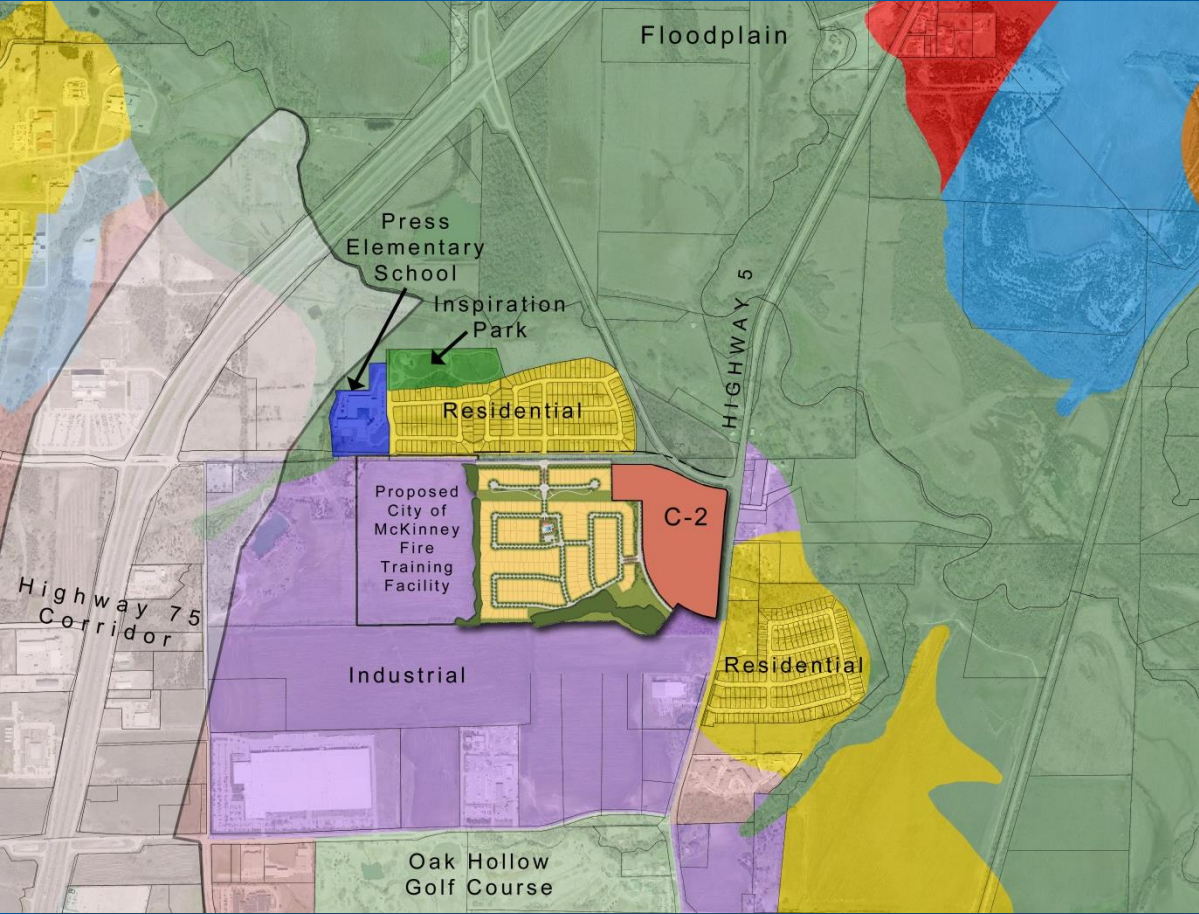 Floodplain
Press
Elementary
School
Inspiration
Park
HIGHWAY 5
Residential
Proposed
City of
McKinney
Fire
Training
Facility
C-2
Highway 75
Corridor
Industrial
Residential
Oak Hollow
Golf Course